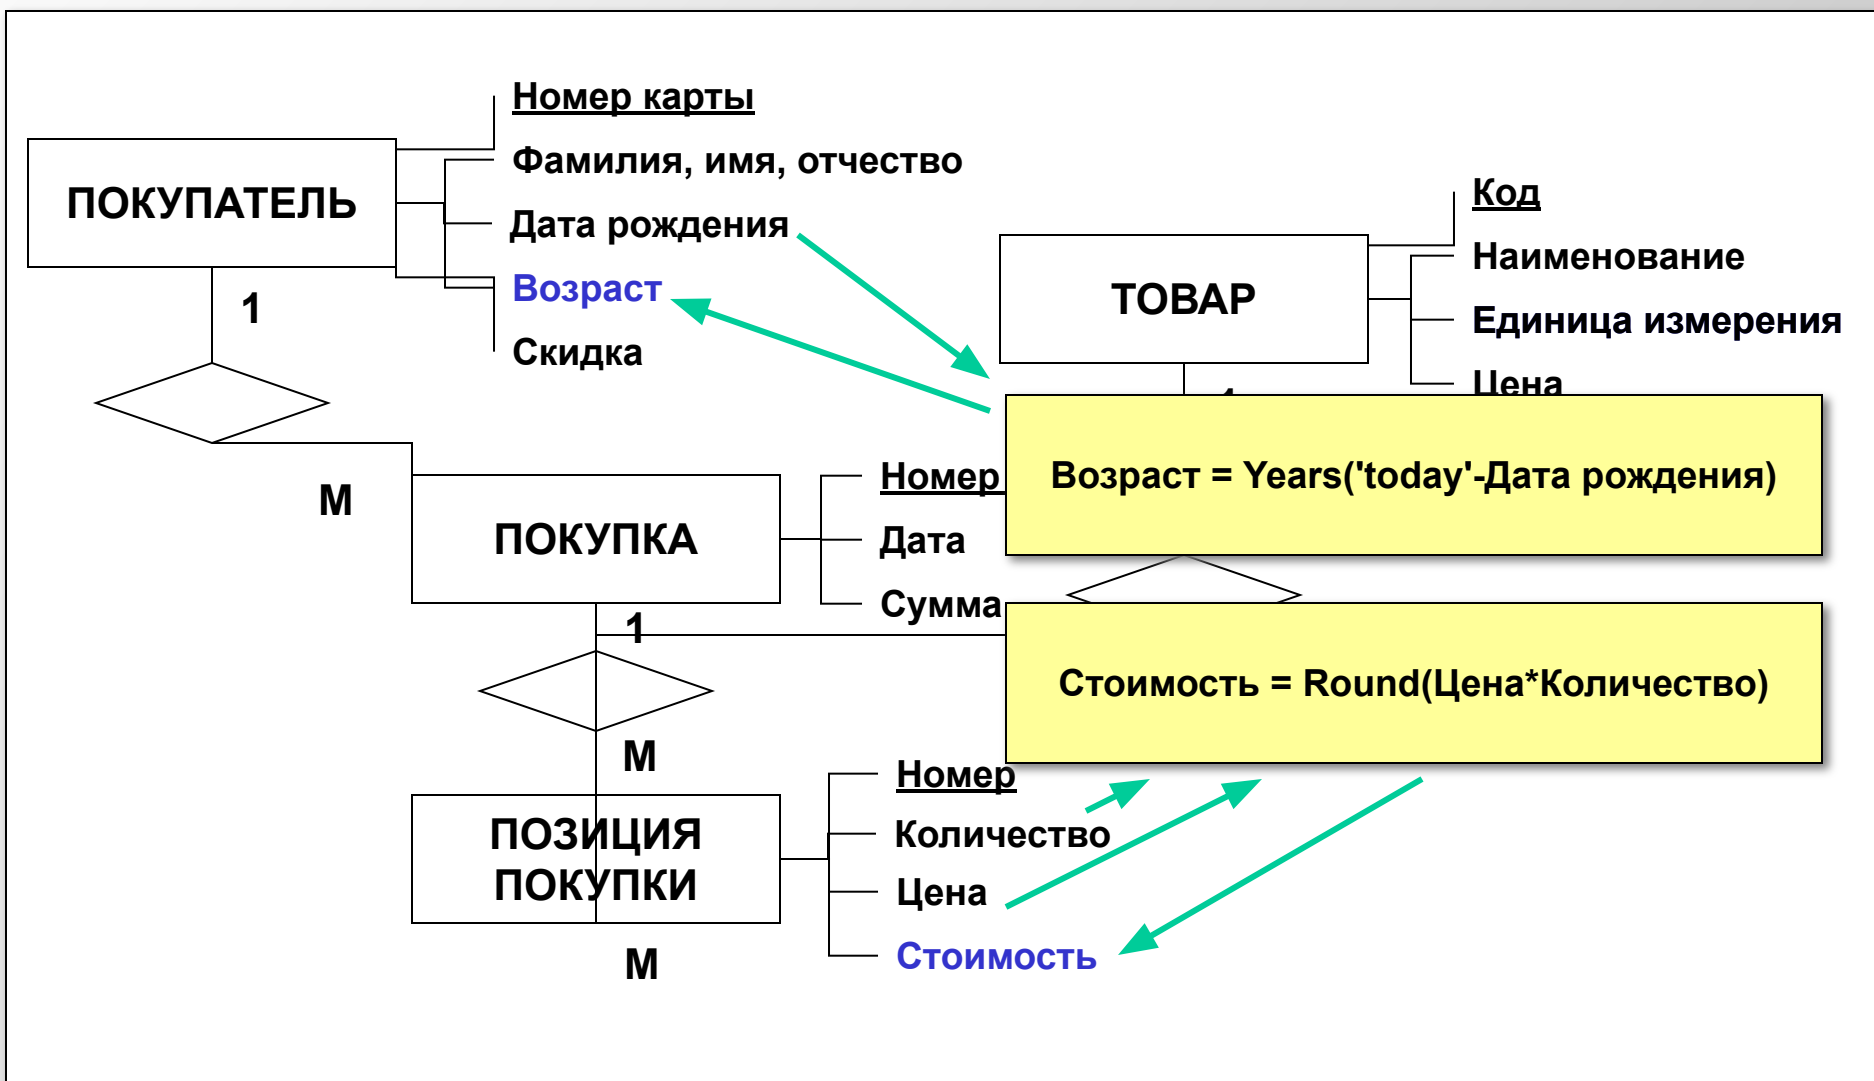 Номер карты
ПОКУПАТЕЛЬ
Фамилия, имя, отчество
Дата рождения
Возраст
Скидка
1
М
Код
ТОВАР
Наименование
Единица измерения
Цена
Возраст = Years('today'-Дата рождения)
Номер
ПОКУПКА
Дата
Сумма
1
М
Стоимость = Round(Цена*Количество)
Номер
ПОЗИЦИЯ
ПОКУПКИ
Количество
Цена
Стоимость
М